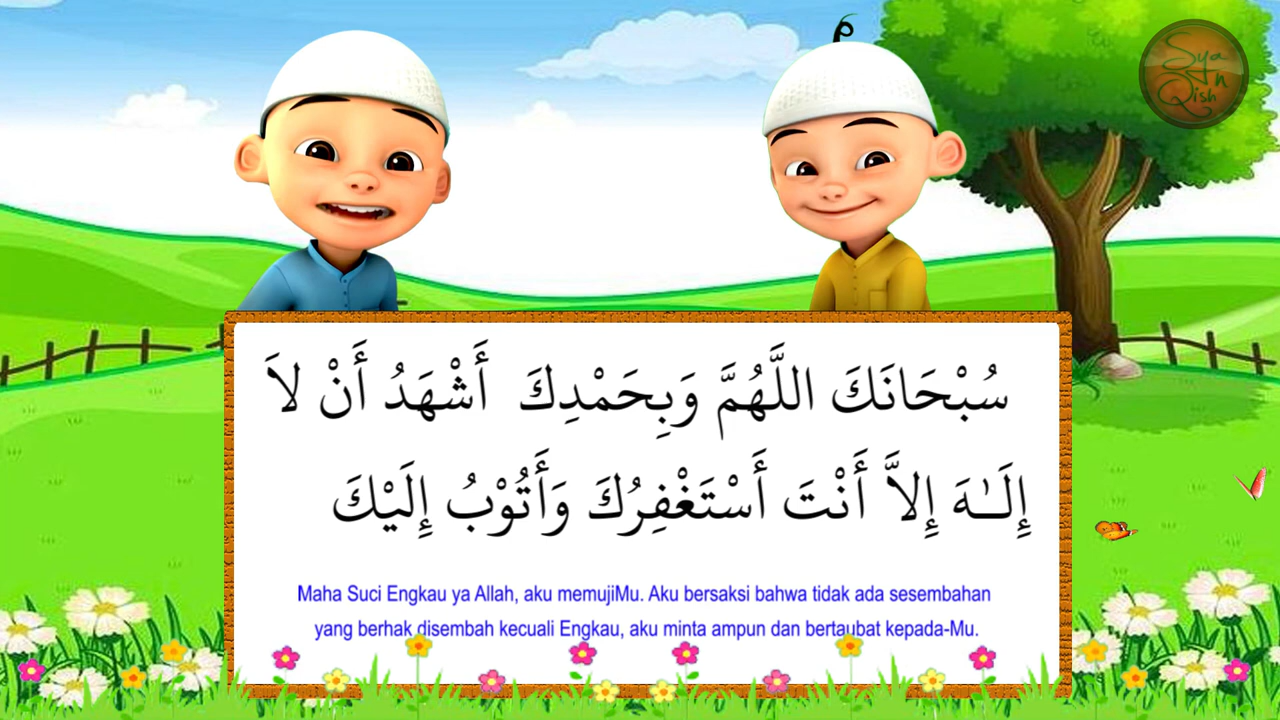 Sya
n
Qish
سُبْحَانَكَ اللَّهُمَّ وَبِحَمْدِكَ أَشْهَدُ أَنْ لاَ
إِلَـٰهَ إِلاَّ أَنْتَ أَسْتَغْفِرُكَ وَأَتُوْبُ إِلَيْكَ
Maha Suci Engkau ya Allah, aku memujiMu. Aku bersaksi bahwa tidak ada sesembahan
yang berhak disembah kecuali Engkau, aku minta ampun dan bertaubat kepada-Mu.